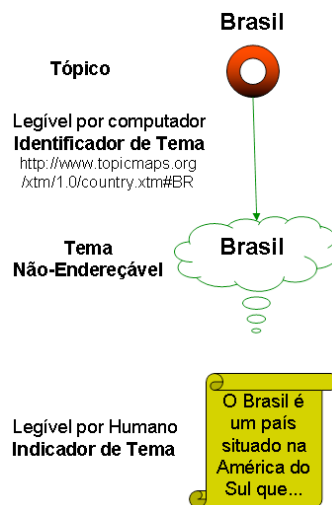 Brasil
Tópico
Legível por computador
Identificador de Tema
http://www.topicmaps.org
/xtm/1.0/country.xtm#BR
Tema
Não-Endereçável
Brasil
Legível por Humano
Indicador de Tema
O Brasil é
um país
situado na
América do
Sul que...